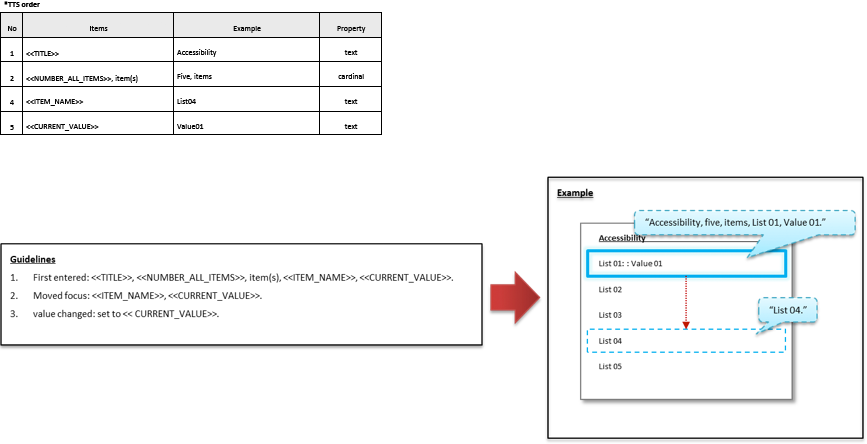 *TTS order
No Items Example Property
1 <<TITLE>> Accessibility text
2 <<NUMBER_ALL_ITEMS>>, item(s) Five, items cardinal
4 <<ITEM_NAME>> List04 text
5 <<CURRENT_VALUE>> Value01 text
Guidelines
1. First entered: <<TITLE>>, <<NUMBER_ALL_ITEMS>>, item(s), <<ITEM_NAME>>, <<CURRENT_VALUE>>.
2. Moved focus: <<ITEM_NAME>>, <<CURRENT_VALUE>>.
3. value changed: set to << CURRENT_VALUE>>.
Example
“Accessibility, five, items, List 01, Value 01.”
Accessibility
List 01: : Value 01
List 02
List 03
“List 04.”
List 04
List 05